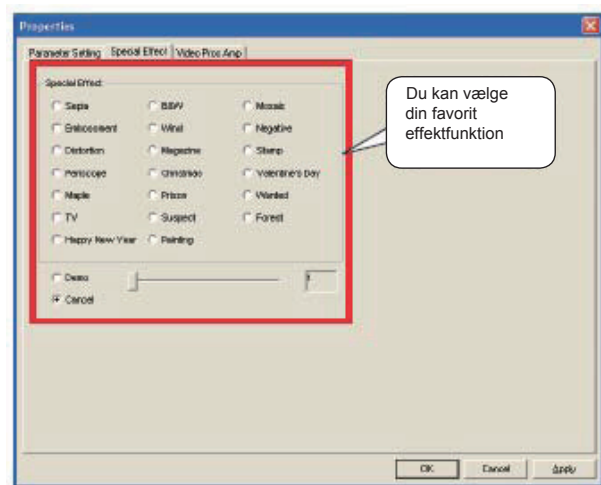 Properties
Parameter Setting Special Effect Video Proc Amp
Special Effect
Sepia B&W Mosaic
Embossment Wind Negative
Distortion Magazine Stamp
Periscope Christmas Valentine's Day
Maple Prison Wanted
TV Suspect Forest
Happy New Year Painting
Demo
Cancel
Du kan vælge
din favorit
effektfunktion
OK Cancel Apply